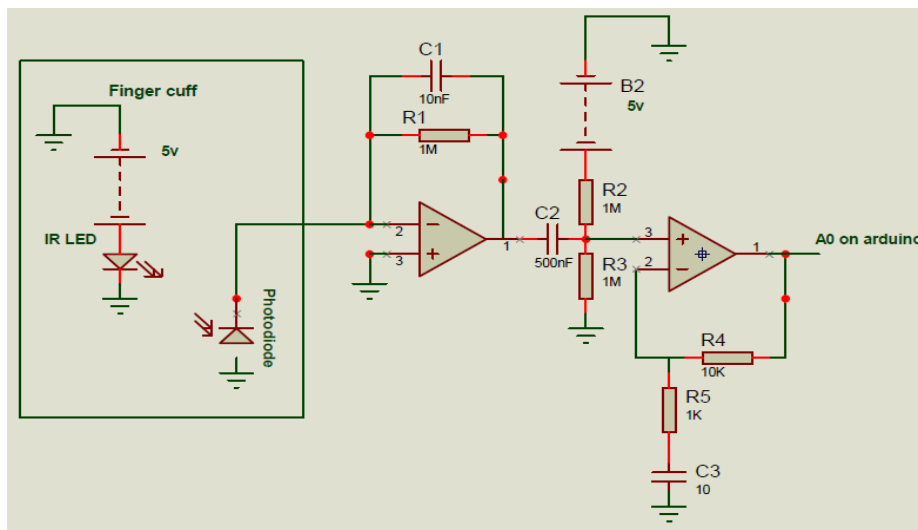 Finger cuff
5v
IR LED
Photodiode
C1
10nF
R1
1M
2
3
1
C2
500nF
B2
5v
R2
1M
R3
1M
3
2
1
A0 on arduino
R4
10K
R5
1K
C3
10